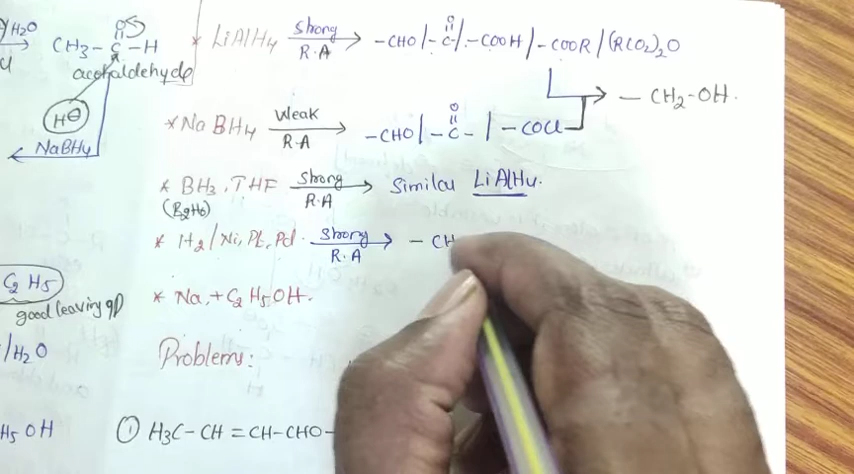 /H2O
CH3 - C - H
O
acetaldehyde
H⊖
NaBH4
C2H5
good leaving gp
/H2O
H5OH
* LiAlH4 Strong R.A → -CHO / -C- / -COOH / -COOR / (RCO2)2O
O
→ - CH2-OH.
* NaBH4 Weak R.A → -CHO / -C- / -COCl
O
* BH3, THF Strong R.A → Similar LiAlH4.
(B2H6)
* H2/Ni, Pt, Pd. Strong R.A → - CH
* Na + C2H5OH.
Problems:
① H3C - CH = CH - CHO -